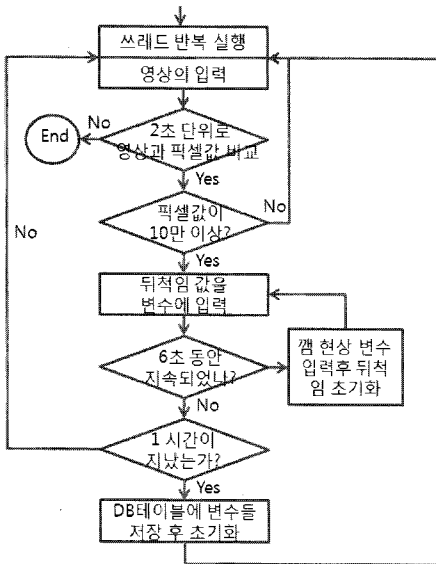 쓰레드 반복 실행
영상의 입력
No
End
2초 단위로
영상과 픽셀값 비교
Yes
픽셀값이
10만 이상?
No
No
Yes
뒤척임 값을
변수에 입력
6초 동안
지속되었나?
깸 현상 변수
입력후 뒤척
임 초기화
No
1 시간이
지났는가?
Yes
DB테이블에 변수들
저장 후 초기화